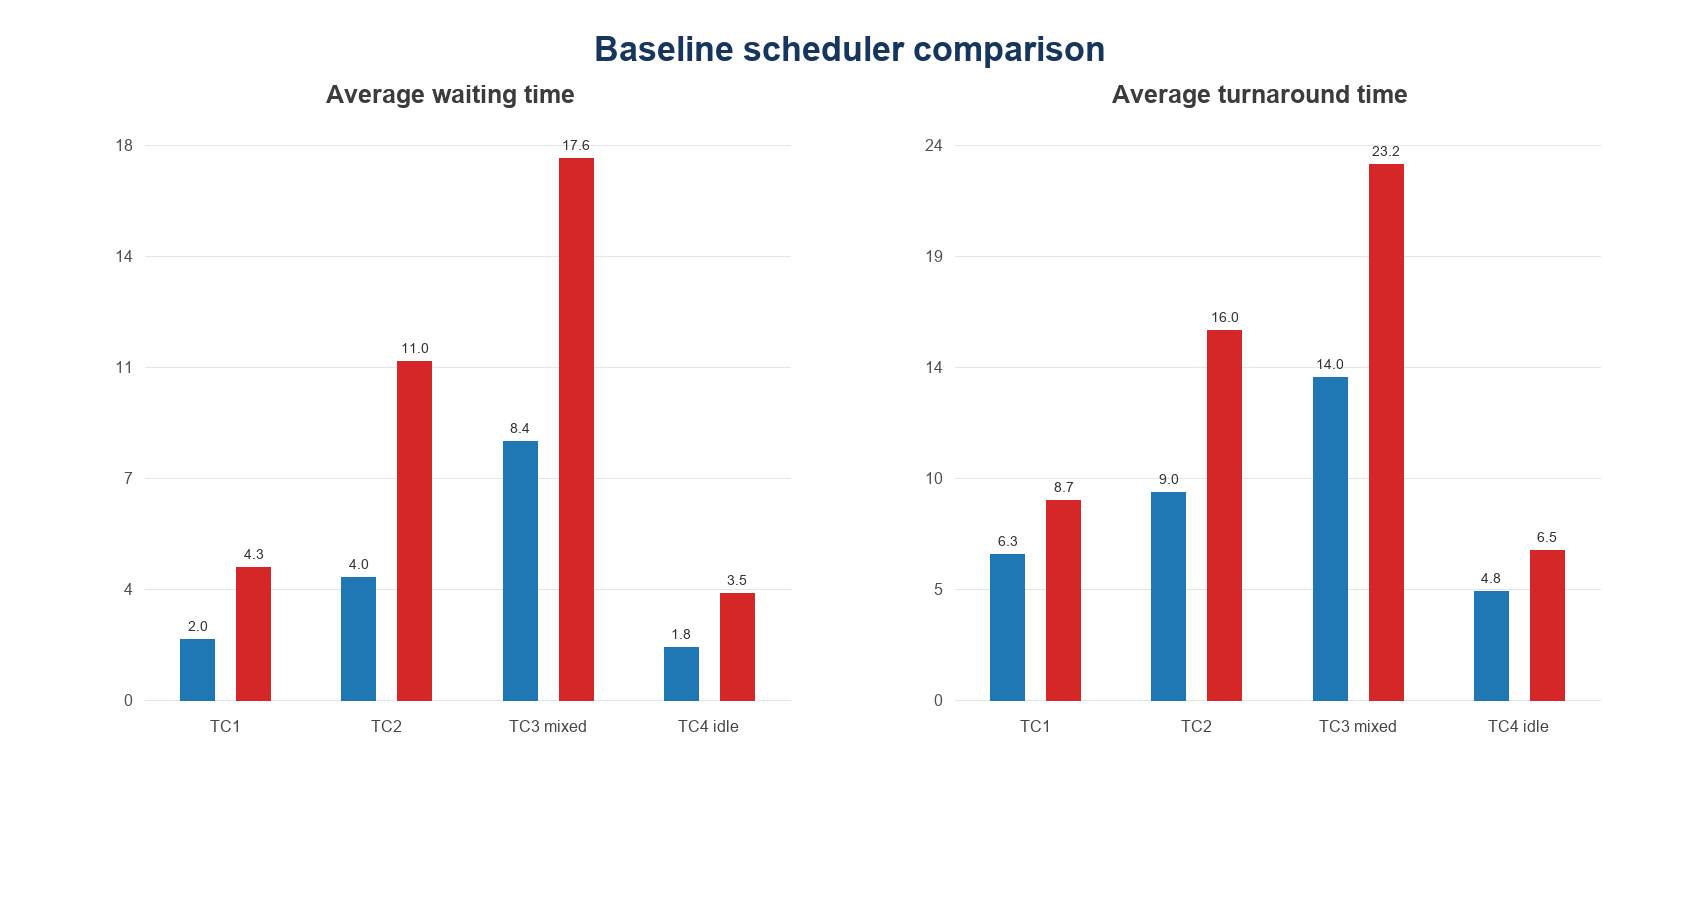 Baseline scheduler comparison
Average waiting time
18
14
11
7
4
0
2.0
4.3
4.0
11.0
8.4
17.6
1.8
3.5
TC1
TC2
TC3 mixed
TC4 idle
Average turnaround time
24
19
14
10
5
0
6.3
8.7
9.0
16.0
14.0
23.2
4.8
6.5
TC1
TC2
TC3 mixed
TC4 idle